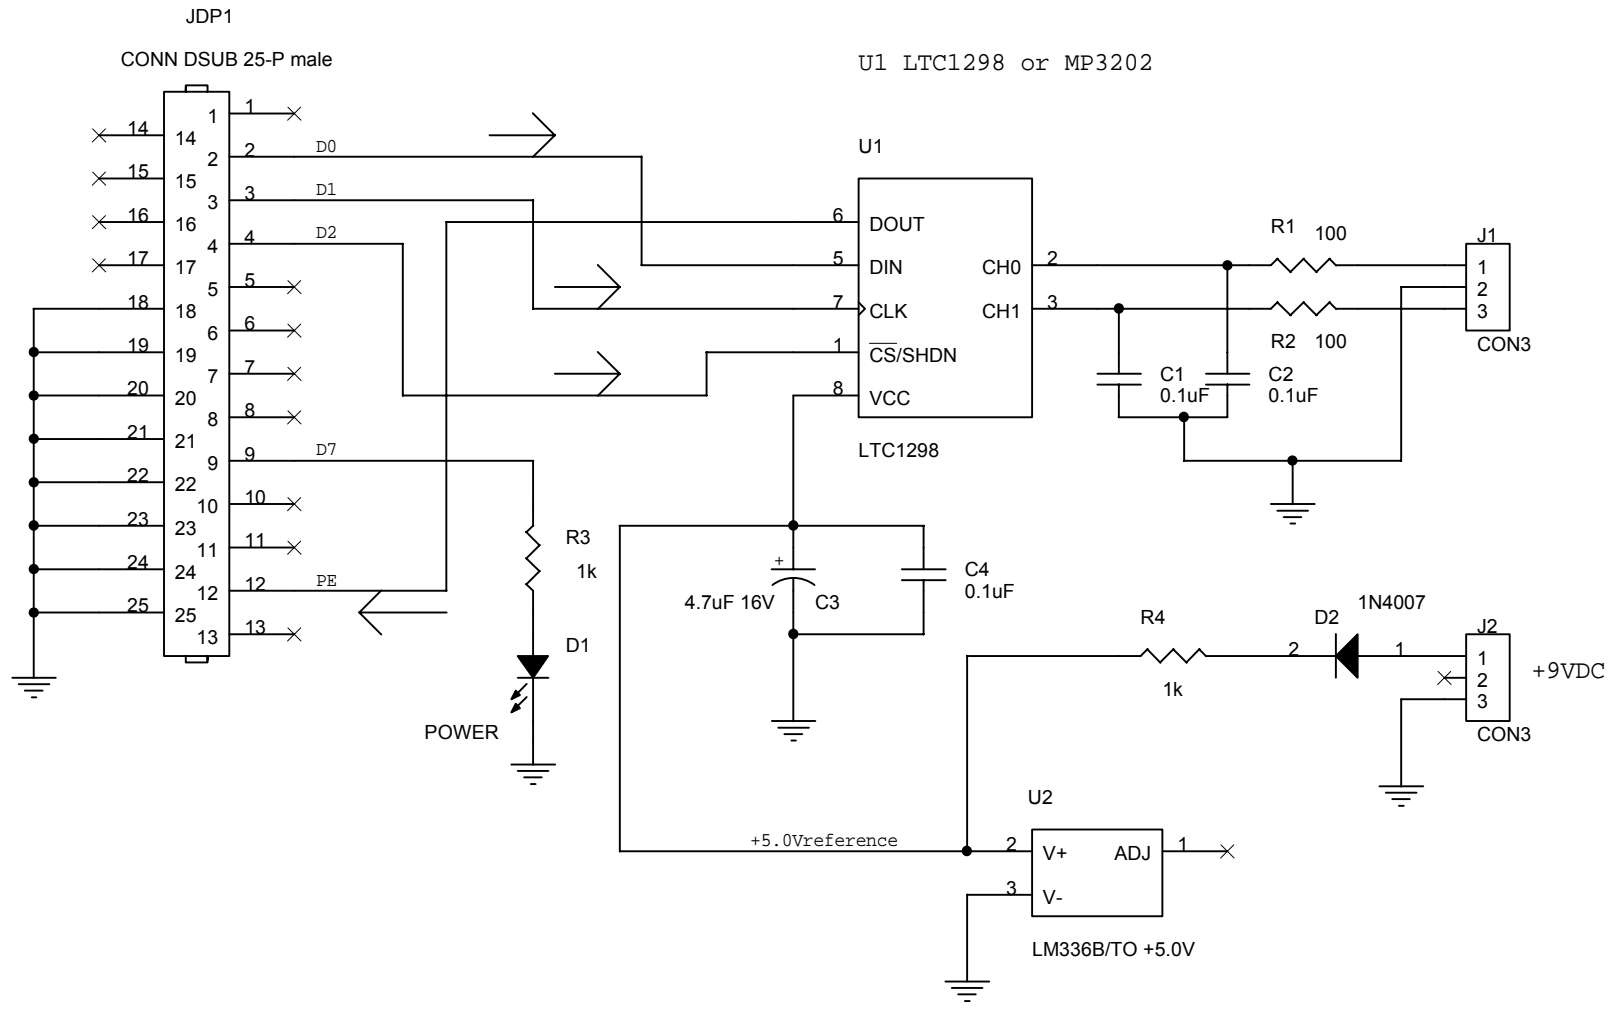 JDP1
CONN DSUB 25-P male
U1 LTC1298 or MP3202
1 1
14 14
D0
2 2
15 15
D1
3 3
16 16
D2
4 4
17 17
5 5
18 18
6 6
19 19
7 7
20 20
8 8
21 21
D7
9 9
22 22
10 10
23 23
11 11
24 24
PE
12 12
25 25
13 13
R3
1k
D1
POWER
U1
6 DOUT
5 DIN
7 CLK
1 CS/SHDN
8 VCC
CH0 2
CH1 3
LTC1298
R1 100
R2 100
J1
1
2
3
CON3
C1
0.1uF
C2
0.1uF
+
4.7uF 16V C3
C4
0.1uF
R4
1k
D2 1N4007
2 1
J2
1
2
3
CON3
+9VDC
U2
+5.0Vreference
2 V+ ADJ 1
3 V-
LM336B/TO +5.0V